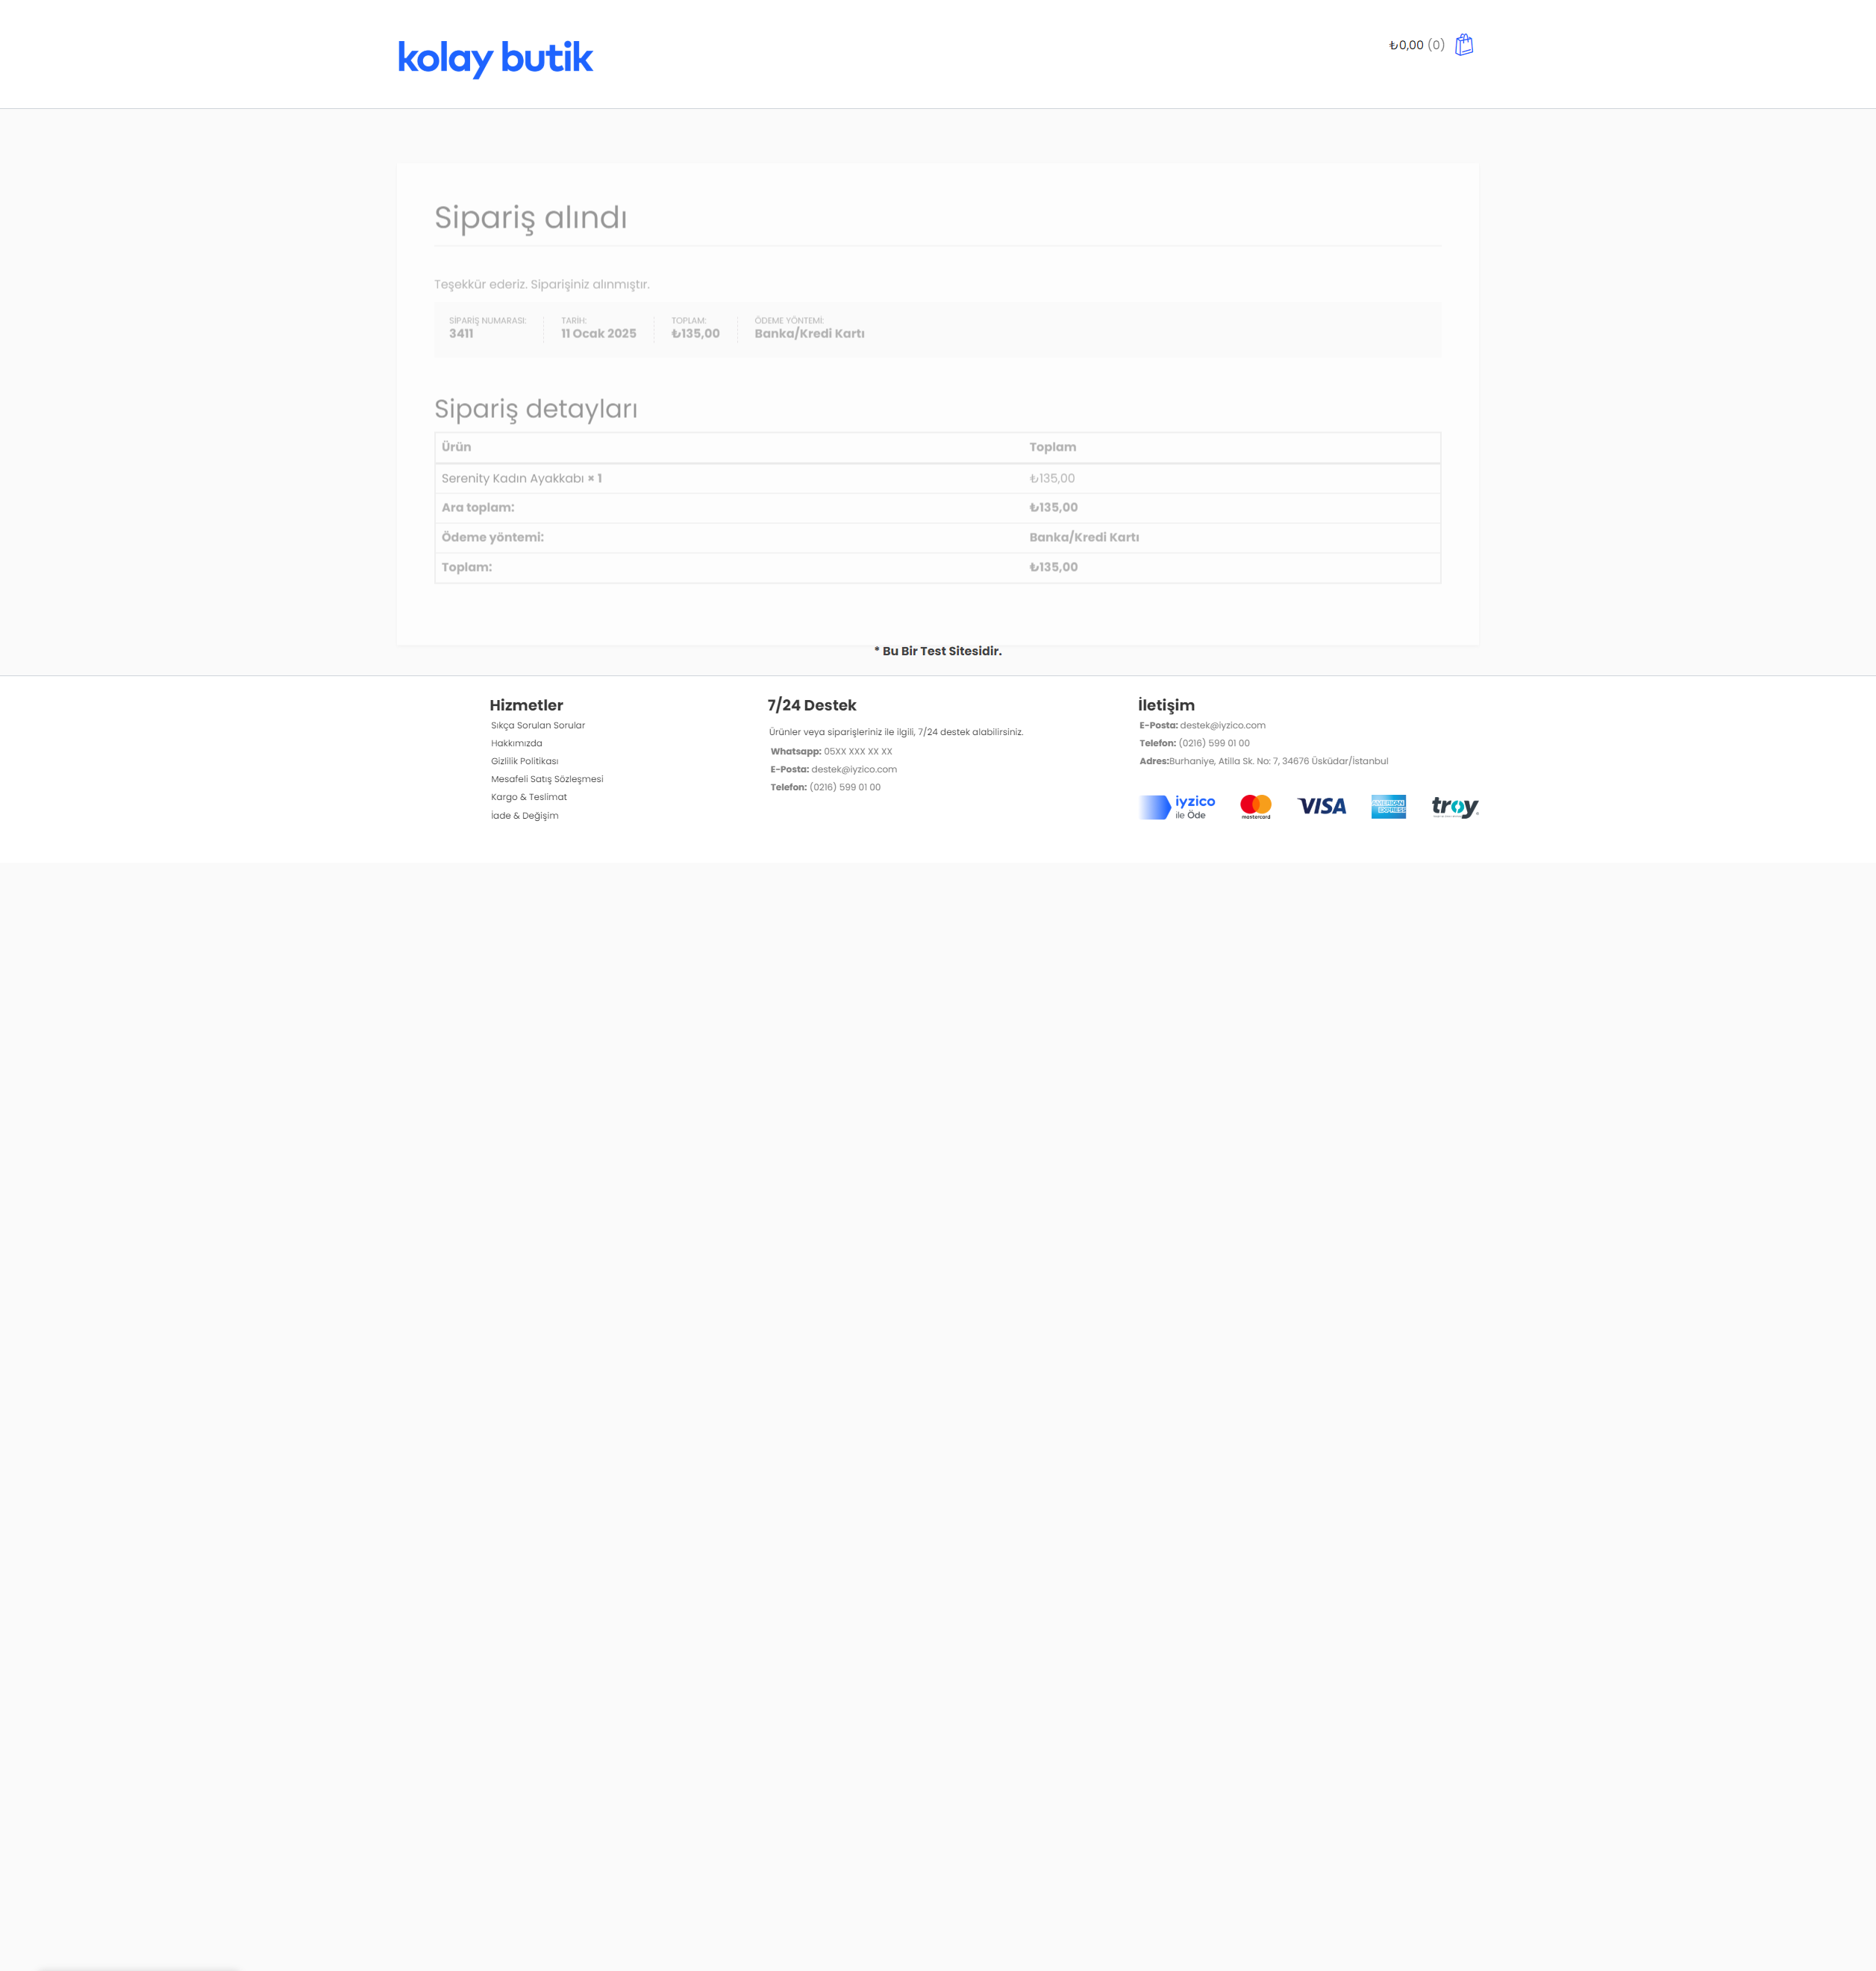 kolay butik
₺0,00 (0)
Sipariş alındı
Teşekkür ederiz. Siparişiniz alınmıştır.
SİPARİŞ NUMARASI:
3411
TARİH:
11 Ocak 2025
TOPLAM:
₺135,00
ÖDEME YÖNTEMİ:
Banka/Kredi Kartı
Sipariş detayları
Ürün Toplam
Serenity Kadın Ayakkabı × 1 ₺135,00
Ara toplam: ₺135,00
Ödeme yöntemi: Banka/Kredi Kartı
Toplam: ₺135,00
* Bu Bir Test Sitesidir.
Hizmetler
Sıkça Sorulan Sorular
Hakkımızda
Gizlilik Politikası
Mesafeli Satış Sözleşmesi
Kargo & Teslimat
İade & Değişim
7/24 Destek
Ürünler veya siparişleriniz ile ilgili, 7/24 destek alabilirsiniz.
Whatsapp: 05XX XXX XX XX
E-Posta: destek@iyzico.com
Telefon: (0216) 599 01 00
İletişim
E-Posta: destek@iyzico.com
Telefon: (0216) 599 01 00
Adres:Burhaniye, Atilla Sk. No: 7, 34676 Üsküdar/İstanbul
iyzico
ile Öde
mastercard
VISA
AMERICAN
EXPRESS
troy